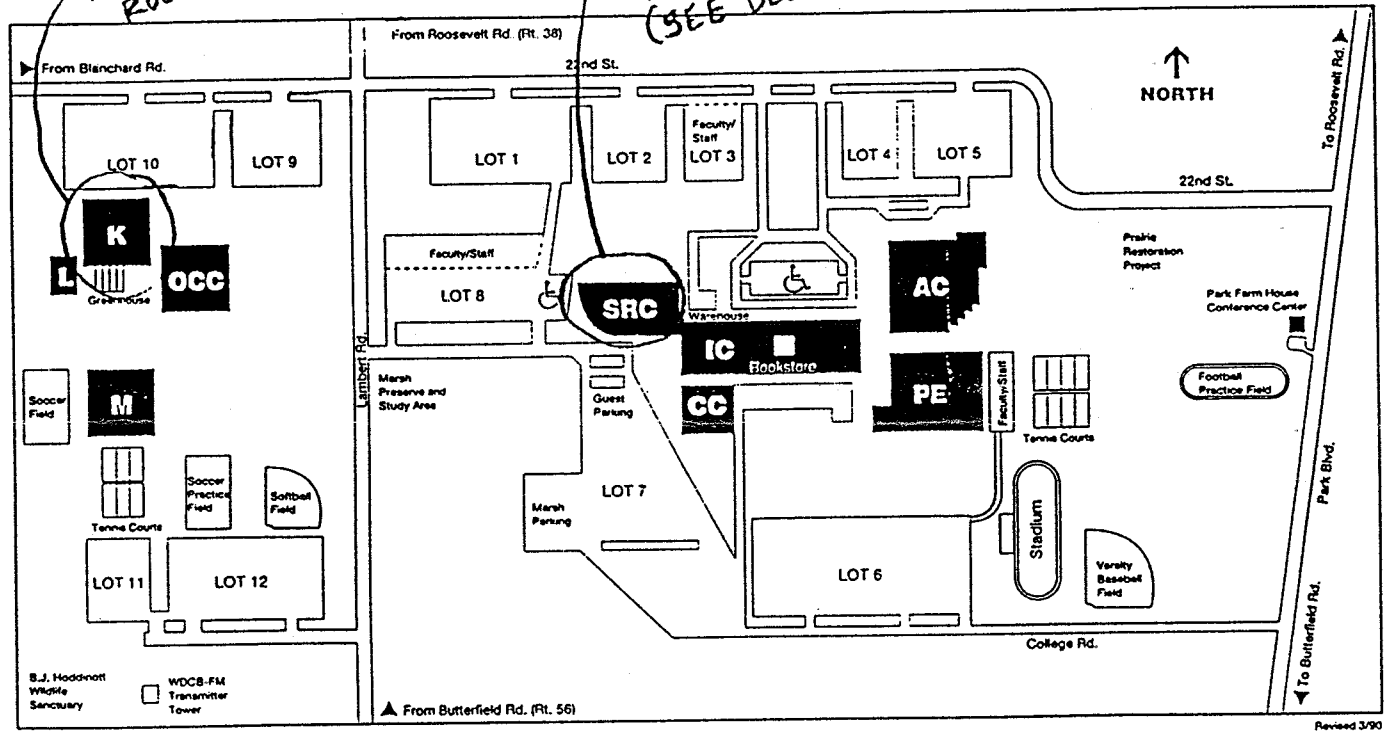 (SEE
From Roosevelt Rd. (Rt. 38)
From Blanchard Rd.
22nd St.
NORTH
To Roosevelt Rd.
LOT 10
LOT 9
LOT 1
LOT 2
Faculty/
Staff
LOT 3
LOT 4
LOT 5
22nd St.
K
L
Greenhouse
OCC
Faculty/Staff
LOT 8
SRC
Warehouse
AC
Prairie
Restoration
Project
Park Farm House
Conference Center
IC
Bookstore
Lambert Rd.
Soccer
Field
M
Marsh
Preserve and
Study Area
Guest
Parking
CC
PE
Faculty/Staff
Tennis Courts
Football
Practice Field
Park Blvd.
Tennis Courts
Soccer
Practice
Field
Softball
Field
Marsh
Parking
LOT 7
LOT 11
LOT 12
LOT 6
Stadium
Varsity
Baseball
Field
College Rd.
To Butterfield Rd.
B.J. Hoddinott
Wildlife
Sanctuary
WDCB-FM
Transmitter
Tower
From Butterfield Rd. (Rt. 56)
Revised 3/90